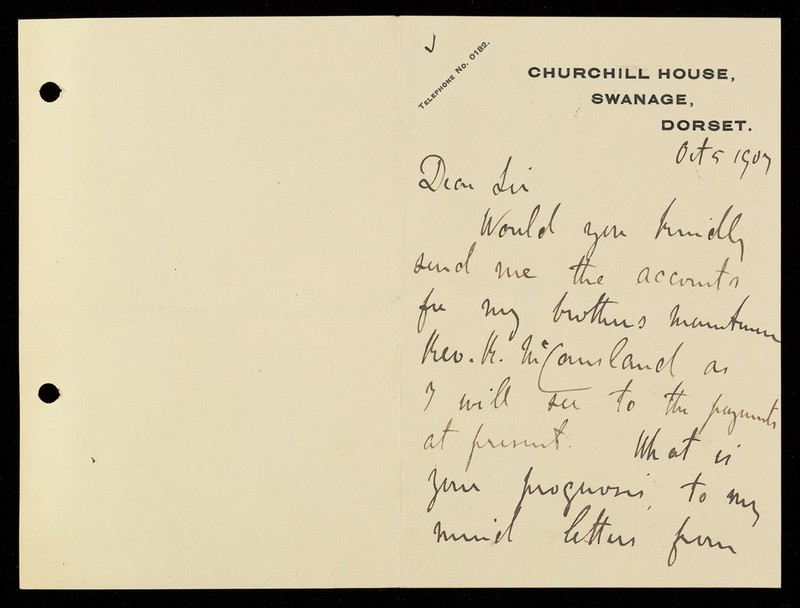 TELEPHONE No. 0182.
CHURCHILL HOUSE,
SWANAGE,
DORSET.
Oct 5 1907
Dear Sir
Would you kindly
send me the accounts
for my brothers
Rev. R. McCausland as
I will see to the payments
at present. What is
your prognosis, to my
mind letters from